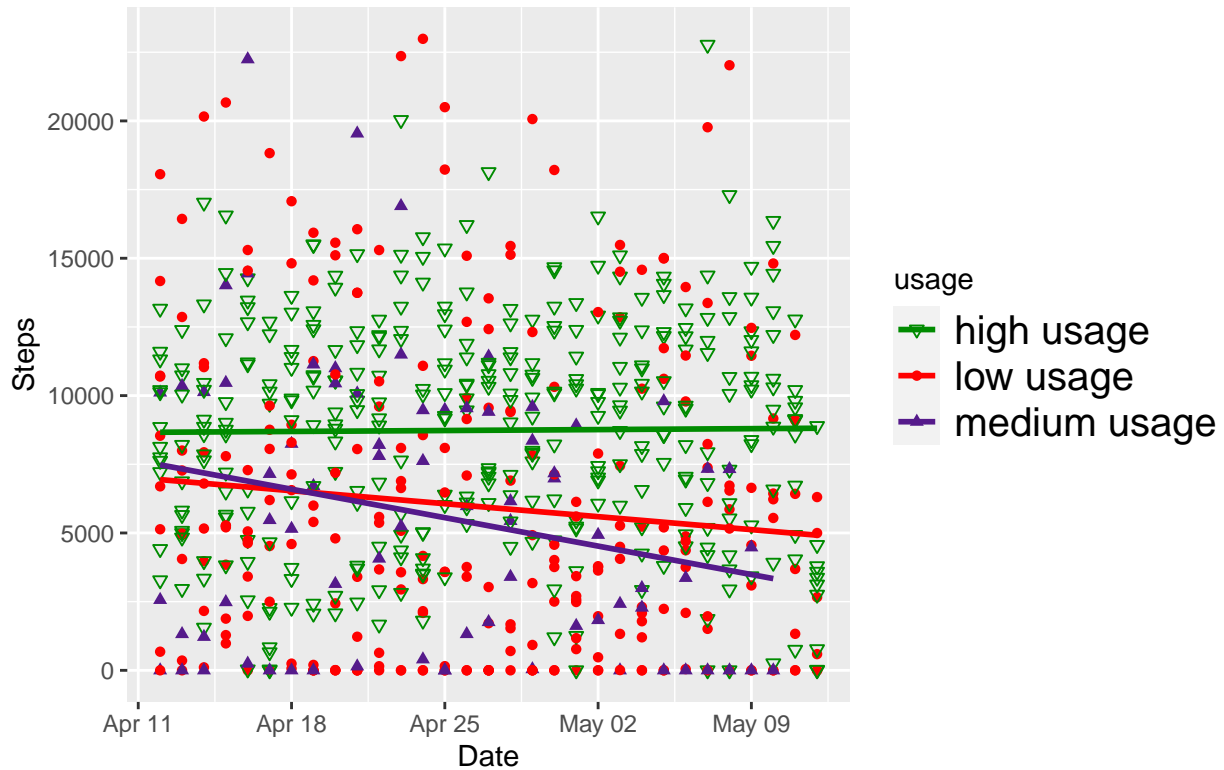 20000
15000
10000
5000
0
Steps
Apr 11
Apr 18
Apr 25
May 02
May 09
Date
usage
high usage
low usage
medium usage